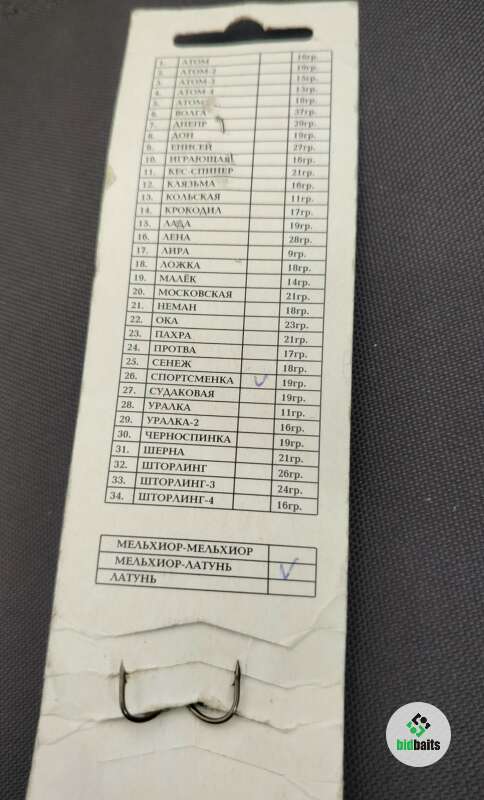 1. АТОМ 16гр.
2. АТОМ-2 19гр.
3. АТОМ-3 15гр.
4. АТОМ-4 13гр.
5. АТОМ 18гр.
6. ВОЛГА 37гр.
7. ДНЕПР 29гр.
8. ДОН 19гр.
9. ЕНИСЕЙ 27гр.
10. ИГРАЮЩАЯ 16гр.
11. КЕС-СПИНЕР 21гр.
12. КЛЯЗЬМА 16гр.
13. КОЛЬСКАЯ 11гр.
14. КРОКОДИЛ 17гр.
15. ЛАДА 19гр.
16. ЛЕНА 28гр.
17. ЛИРА 9гр.
18. ЛОЖКА 18гр.
19. МАЛЁК 14гр.
20. МОСКОВСКАЯ 21гр.
21. НЕМАН 18гр.
22. ОКА 23гр.
23. ПАХРА 21гр.
24. ПРОТВА 17гр.
25. СЕНЕЖ 18гр.
26. СПОРТСМЕНКА 19гр.
27. СУДАКОВАЯ 19гр.
28. УРАЛКА 11гр.
29. УРАЛКА-2 16гр.
30. ЧЕРНОСПИНКА 19гр.
31. ШЕРНА 21гр.
32. ШТОРЛИНГ 26гр.
33. ШТОРЛИНГ-3 24гр.
34. ШТОРЛИНГ-4 16гр.
МЕЛЬХИОР-МЕЛЬХИОР
МЕЛЬХИОР-ЛАТУНЬ
ЛАТУНЬ
bidbaits